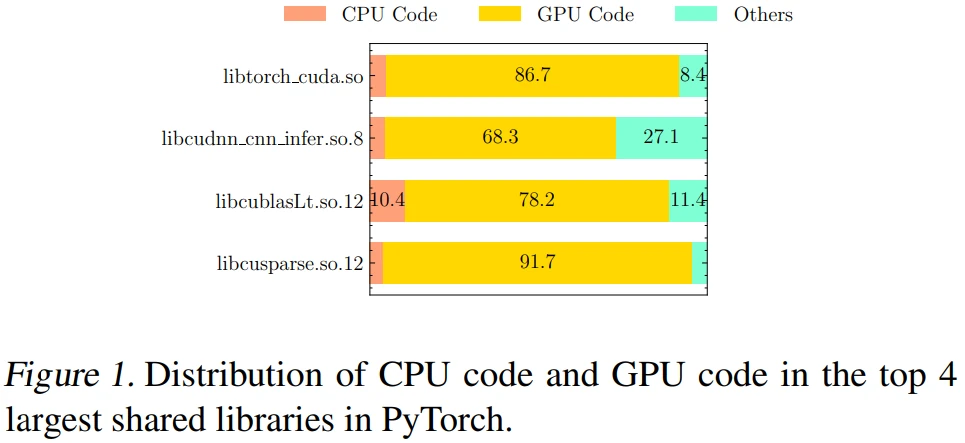 CPU Code GPU Code Others
libtorch_cuda.so 86.7 8.4
libcudnn_cnn_infer.so.8 68.3 27.1
libcublasLt.so.12 10.4 78.2 11.4
libcusparse.so.12 91.7
Figure 1. Distribution of CPU code and GPU code in the top 4
largest shared libraries in PyTorch.